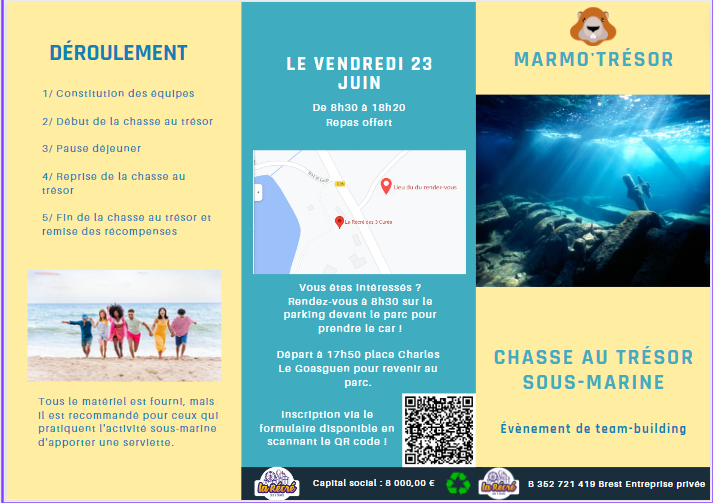 DÉROULEMENT
1/ Constitution des équipes
2/ Début de la chasse au trésor
3/ Pause déjeuner
4/ Reprise de la chasse au
trésor
5/ Fin de la chasse au trésor et
remise des récompenses
Tous le matériel est fourni, mais
il est recommandé pour ceux qui
pratiquent l'activité sous-marine
d'apporter une serviette.
LE VENDREDI 23
JUIN
De 8h30 à 18h20
Repas offert
Lieu du du rendez-vous
La Récré des 3 Curés
Vous êtes intéressés ?
Rendez-vous à 8h30 sur le
parking devant le parc pour
prendre le car !
Départ à 17h50 place Charles
Le Goasguen pour revenir au
parc.
Inscription via le
formulaire disponible en
scannant le QR code !
La Récré
Capital social : 8 000,00 €
MARMO'TRÉSOR
CHASSE AU TRÉSOR
SOUS-MARINE
Évènement de team-building
La Récré
B 352 721 419 Brest Entreprise privée